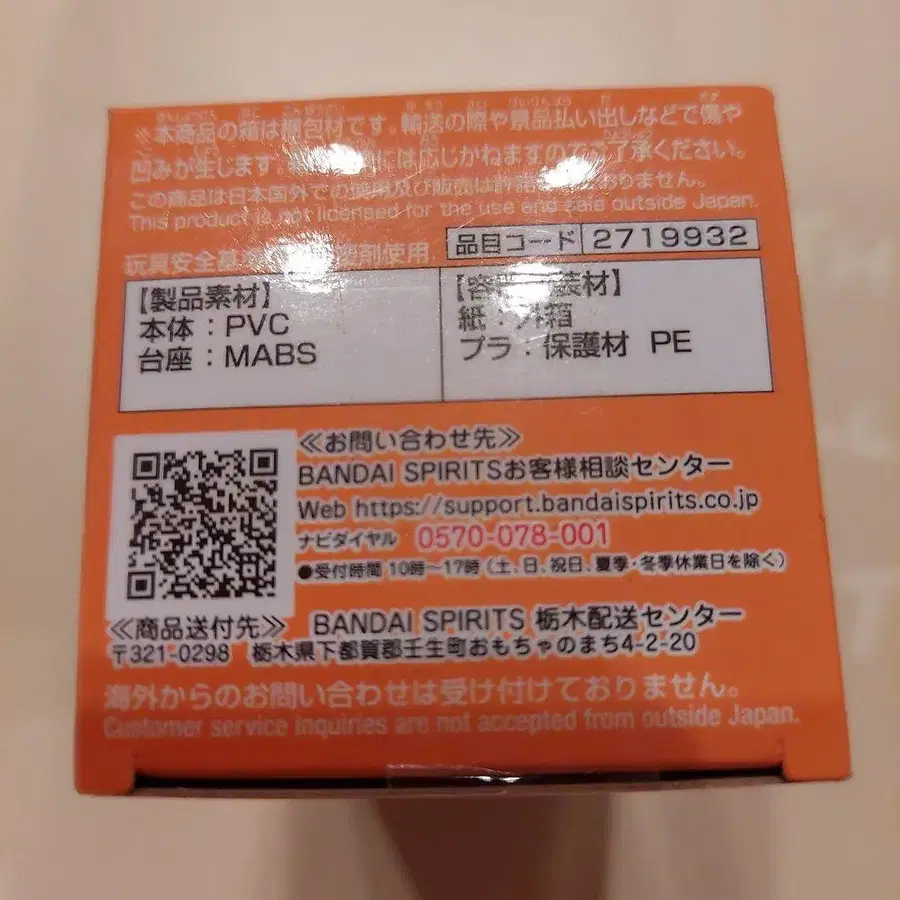 ※本商品の箱は梱包材です。輸送の際や景品払い出しなどで傷や
凹みが生じます。には応じかねますのでご了承ください。
この商品は日本国外での使用及び販売は許諾されておりません。
This product is not licensed for the use and sale outside Japan.
玩具安全基 剤使用
品目コード 2719932
【製品素材】
本体：PVC
台座：MABS
【容器 装材】
紙：外箱
プラ：保護材 PE
≪お問い合わせ先≫
BANDAI SPIRITSお客様相談センター
Web https://support.bandaispirits.co.jp
ナビダイヤル 0570-078-001
●受付時間 10時〜17時（土、日、祝日、夏季・冬季休業日を除く）
≪商品送付先≫ BANDAI SPIRITS 栃木配送センター
〒321-0298 栃木県下都賀郡壬生町おもちゃのまち4-2-20
海外からのお問い合わせは受け付けておりません。
Customer service inquiries are not accepted from outside Japan.